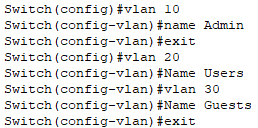 Switch(config)#vlan 10
Switch(config-vlan)#name Admin
Switch(config-vlan)#exit
Switch(config)#vlan 20
Switch(config-vlan)#Name Users
Switch(config-vlan)#vlan 30
Switch(config-vlan)#Name Guests
Switch(config-vlan)#exit